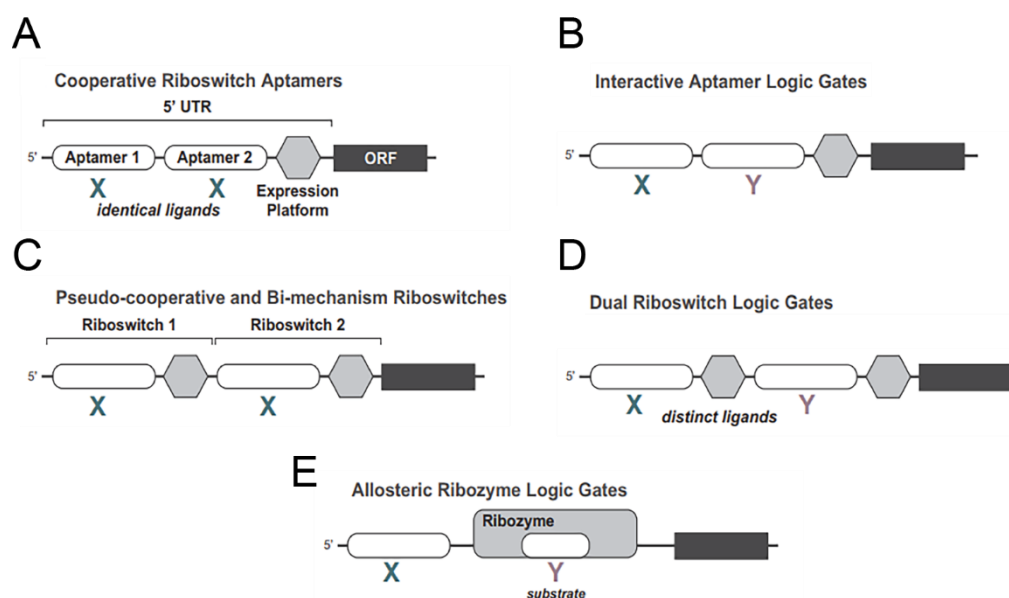 A
Cooperative Riboswitch Aptamers
5' UTR
5'
Aptamer 1
Aptamer 2
ORF
X
X
identical ligands
Expression
Platform
B
Interactive Aptamer Logic Gates
5'
X
Y
C
Pseudo-cooperative and Bi-mechanism Riboswitches
Riboswitch 1
Riboswitch 2
5'
X
X
D
Dual Riboswitch Logic Gates
5'
X
Y
distinct ligands
E
Allosteric Ribozyme Logic Gates
Ribozyme
5'
X
Y
substrate